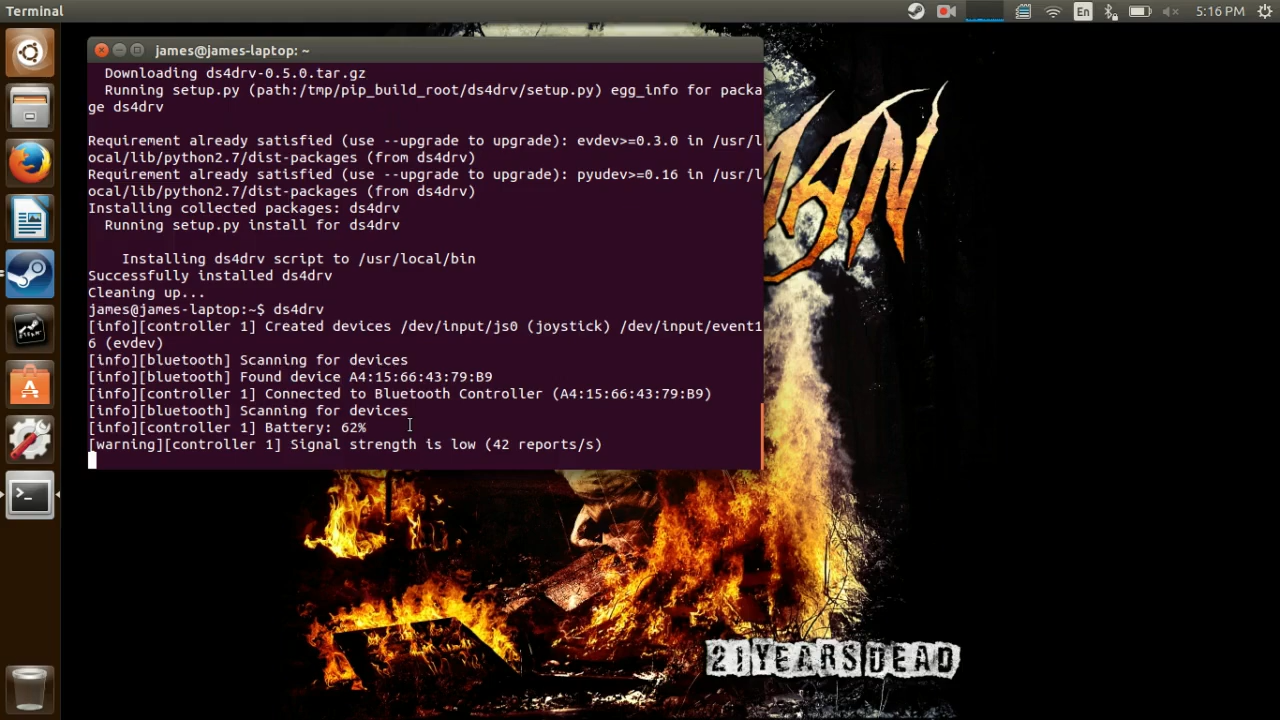 Terminal
En
5:16 PM
james@james-laptop: ~
Downloading ds4drv-0.5.0.tar.gz
Running setup.py (path:/tmp/pip_build_root/ds4drv/setup.py) egg_info for packa
ge ds4drv
Requirement already satisfied (use --upgrade to upgrade): evdev>=0.3.0 in /usr/l
ocal/lib/python2.7/dist-packages (from ds4drv)
Requirement already satisfied (use --upgrade to upgrade): pyudev>=0.16 in /usr/l
ocal/lib/python2.7/dist-packages (from ds4drv)
Installing collected packages: ds4drv
Running setup.py install for ds4drv
Installing ds4drv script to /usr/local/bin
Successfully installed ds4drv
Cleaning up...
james@james-laptop:~$ ds4drv
[info][controller 1] Created devices /dev/input/js0 (joystick) /dev/input/event1
6 (evdev)
[info][bluetooth] Scanning for devices
[info][bluetooth] Found device A4:15:66:43:79:B9
[info][controller 1] Connected to Bluetooth Controller (A4:15:66:43:79:B9)
[info][bluetooth] Scanning for devices
[info][controller 1] Battery: 62%
[warning][controller 1] Signal strength is low (42 reports/s)
MAN
21 YEARS DEAD